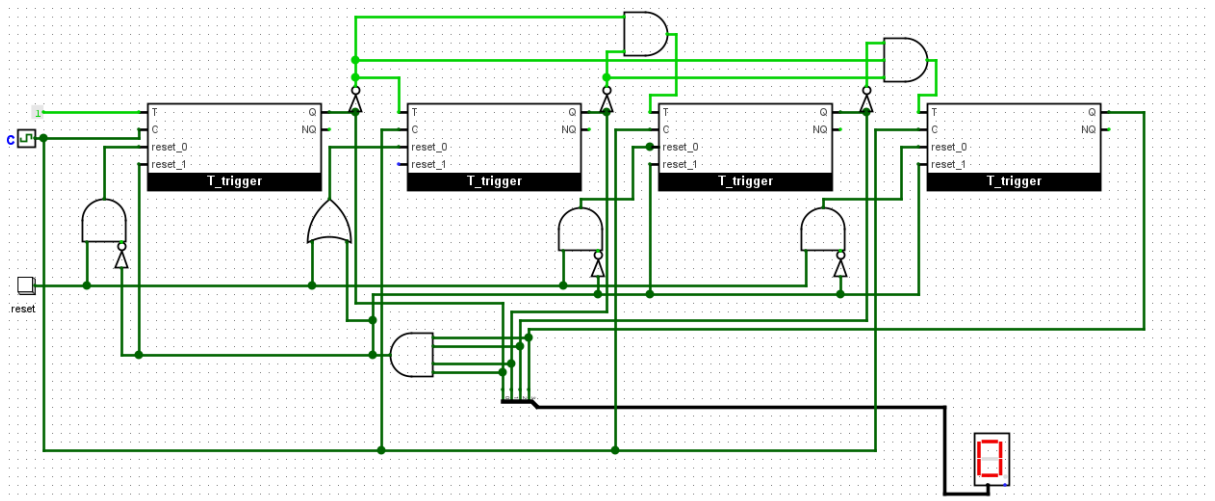 1
C
T Q
C NQ
reset_0
reset_1
T_trigger
T Q
C NQ
reset_0
reset_1
T_trigger
T Q
C NQ
reset_0
reset_1
T_trigger
T Q
C NQ
reset_0
reset_1
T_trigger
reset
0